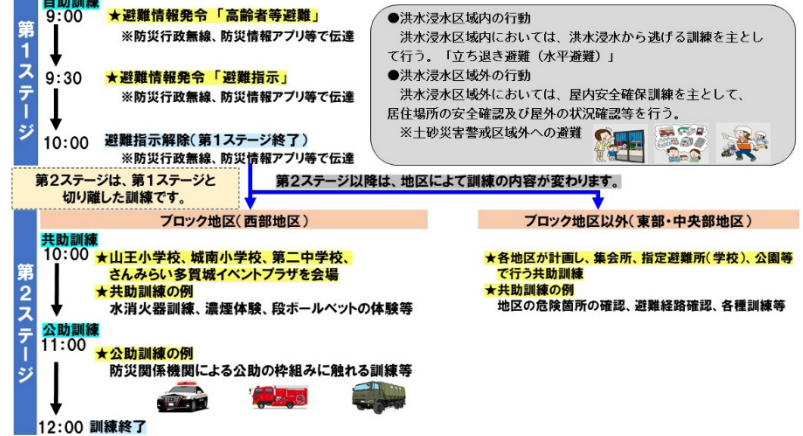 自助訓練
第1ステージ
9:00 ★避難情報発令「高齢者等避難」
※防災行政無線、防災情報アプリ等で伝達
9:30 ★避難情報発令「避難指示」
※防災行政無線、防災情報アプリ等で伝達
10:00 避難指示解除(第1ステージ終了)
※防災行政無線、防災情報アプリ等で伝達
●洪水浸水区域内の行動
洪水浸水区域内においては、洪水浸水から逃げる訓練を主とし
て行う。「立ち退き避難（水平避難）」
●洪水浸水区域外の行動
洪水浸水区域外においては、屋内安全確保訓練を主として、
居住場所の安全確認及び屋外の状況確認等を行う。
※土砂災害警戒区域外への避難
第2ステージは、第1ステージと
切り離した訓練です。
第2ステージ以降は、地区によって訓練の内容が変わります。
第2ステージ
ブロック地区(西部地区)
共助訓練
10:00 ★山王小学校、城南小学校、第二中学校、
さんみらい多賀城イベントプラザを会場
★共助訓練の例
水消火器訓練、濃煙体験、段ボールベットの体験等
公助訓練
11:00
★公助訓練の例
防災関係機関による公助の枠組みに触れる訓練等
12:00 訓練終了
ブロック地区以外(東部・中央部地区)
★各地区が計画し、集会所、指定避難所(学校)、公園等
で行う共助訓練
★共助訓練の例
地区の危険箇所の確認、避難経路確認、各種訓練等